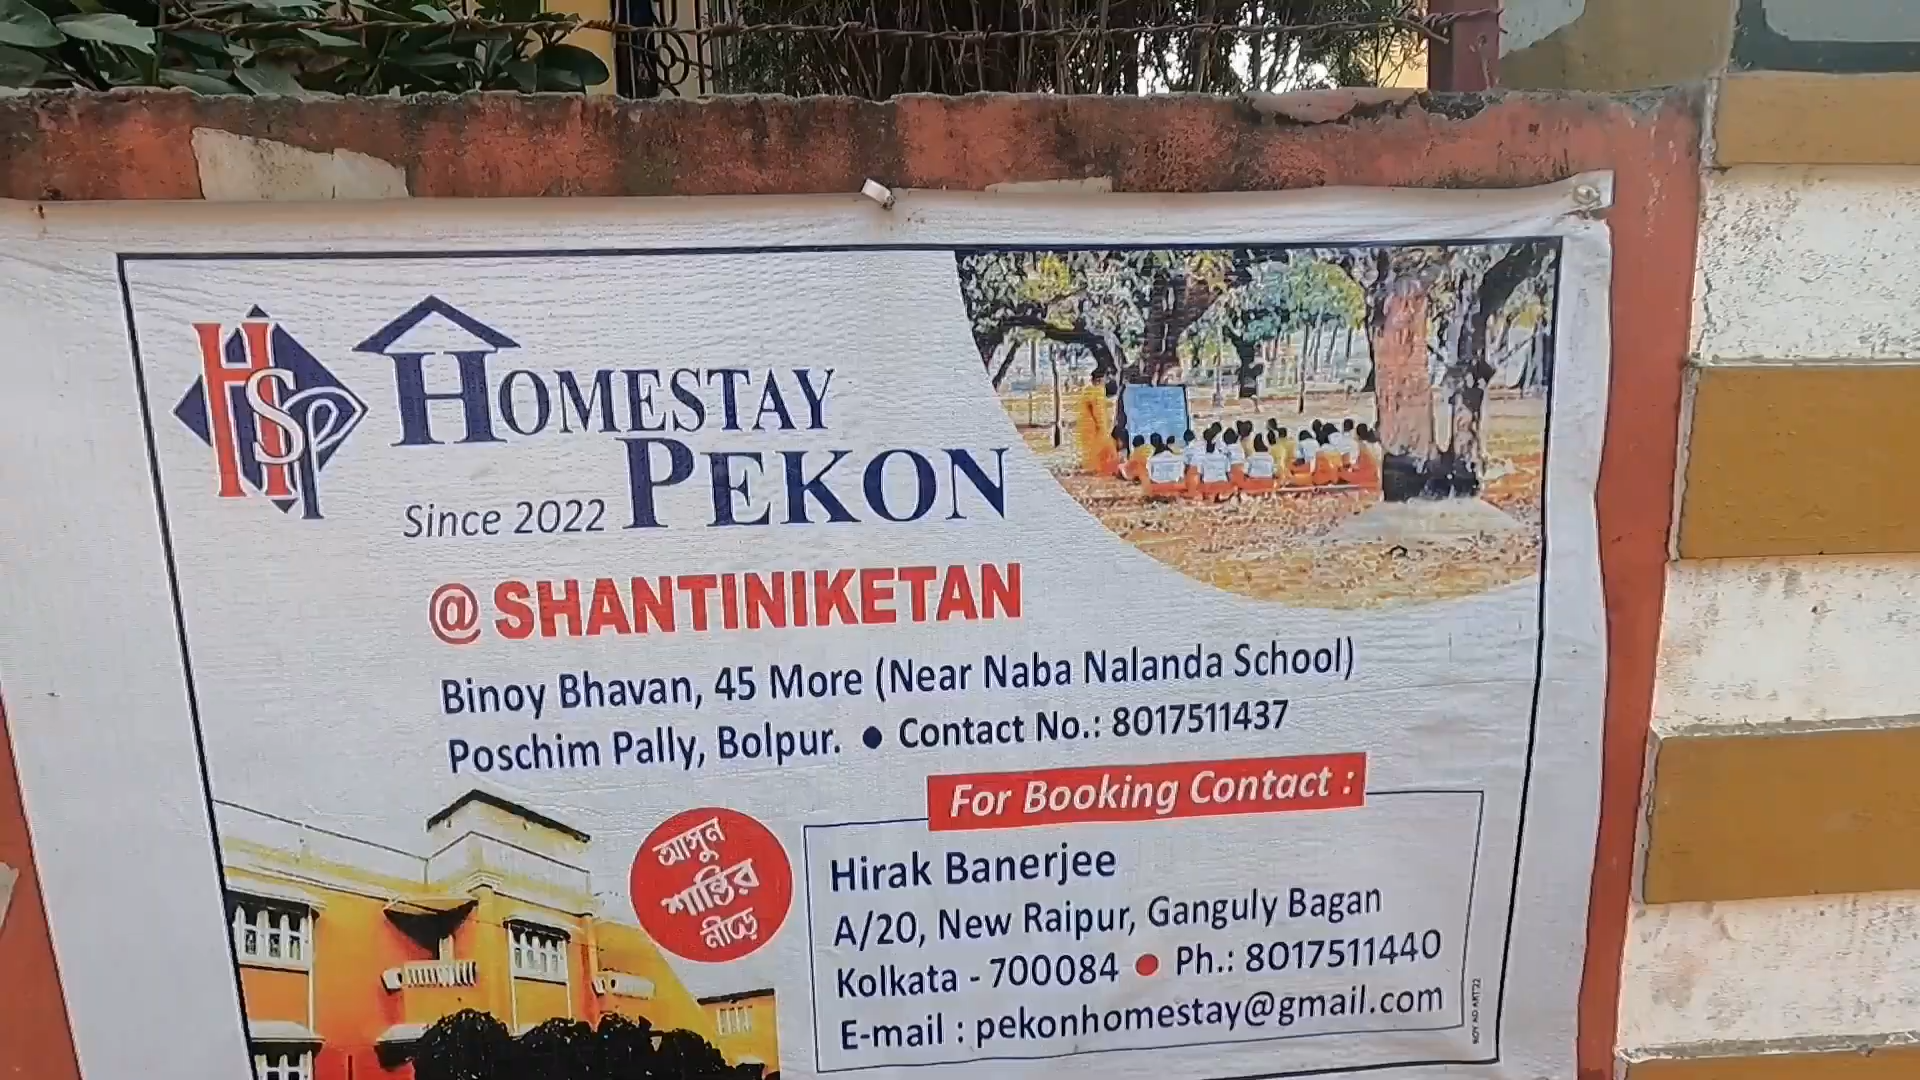 HSP
HOMESTAY
Since 2022 PEKON
@ SHANTINIKETAN
Binoy Bhavan, 45 More (Near Naba Nalanda School)
Poschim Pally, Bolpur. ● Contact No.: 8017511437
For Booking Contact :
আসুন
শান্তির
নীড়ে
Hirak Banerjee
A/20, New Raipur, Ganguly Bagan
Kolkata - 700084 ● Ph.: 8017511440
E-mail : pekonhomestay@gmail.com